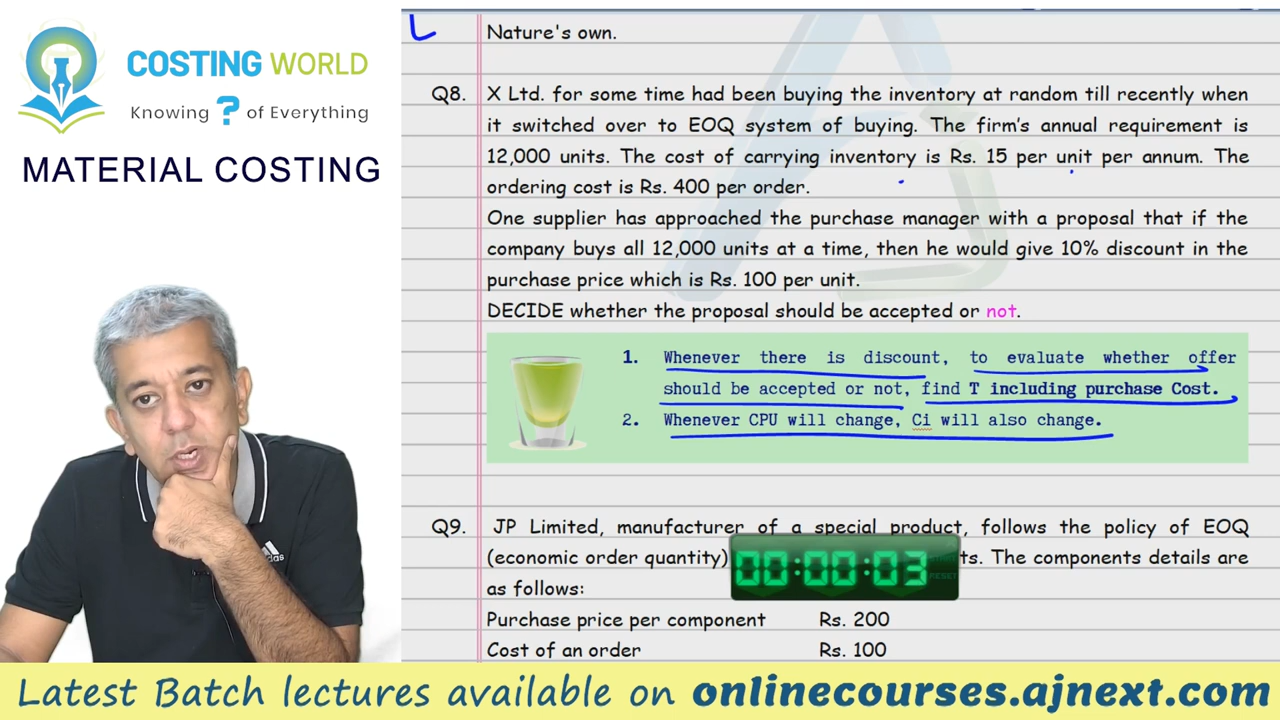 COSTING WORLD
Knowing ? of Everything
MATERIAL COSTING
Nature's own.
Q8. X Ltd. for some time had been buying the inventory at random till recently when
it switched over to EOQ system of buying. The firm's annual requirement is
12,000 units. The cost of carrying inventory is Rs. 15 per unit per annum. The
ordering cost is Rs. 400 per order.
One supplier has approached the purchase manager with a proposal that if the
company buys all 12,000 units at a time, then he would give 10% discount in the
purchase price which is Rs. 100 per unit.
DECIDE whether the proposal should be accepted or not.
1. Whenever there is discount, to evaluate whether offer
should be accepted or not, find T including purchase Cost.
2. Whenever CPU will change, Ci will also change.
Q9. JP Limited, manufacturer of a special product, follows the policy of EOQ
(economic order quantity) ts. The components details are
as follows:
00:00:03
RESET
Purchase price per component Rs. 200
Cost of an order Rs. 100
adidas
Latest Batch lectures available on onlinecourses.ajnext.com